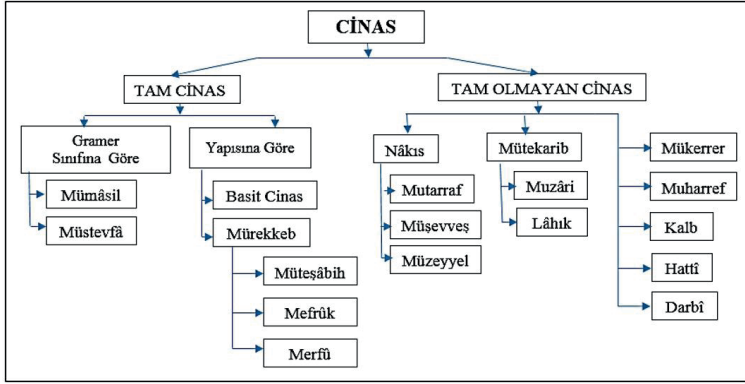 CİNAS
TAM CİNAS
TAM OLMAYAN CİNAS
Gramer
Sınıfına Göre
Mümâsil
Müstevfâ
Yapısına Göre
Basit Cinas
Mürekkeb
Müteşâbih
Mefrûk
Merfû
Nâkıs
Mutarraf
Müşevveş
Müzeyyel
Mütekarib
Muzâri
Lâhık
Mükerrer
Muharref
Kalb
Hattî
Darbî